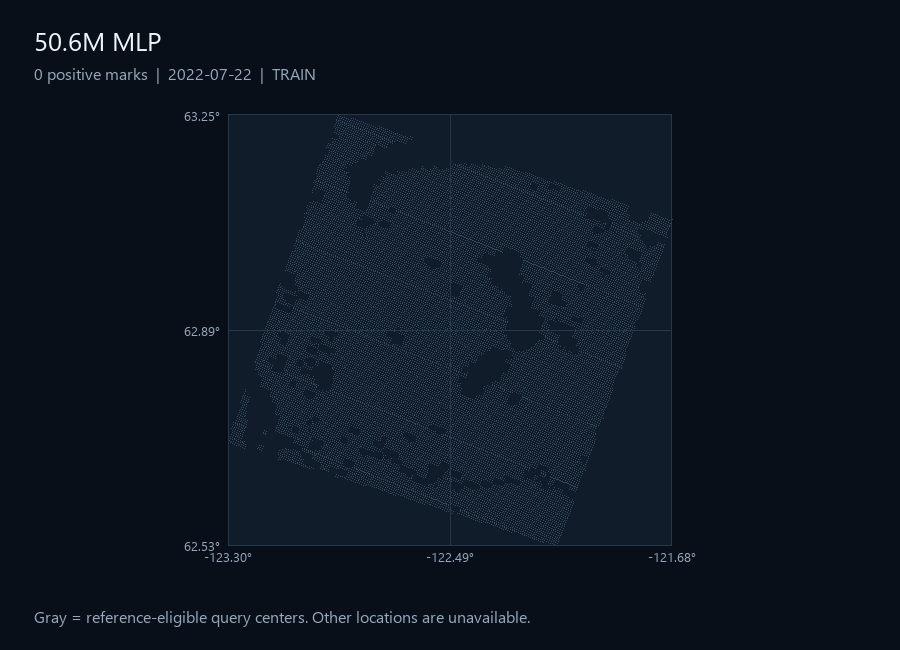 50.6M MLP
0 positive marks | 2022-07-22 | TRAIN
63.25°
62.89°
62.53°
-123.30°
-122.49°
-121.68°
Gray = reference-eligible query centers. Other locations are unavailable.